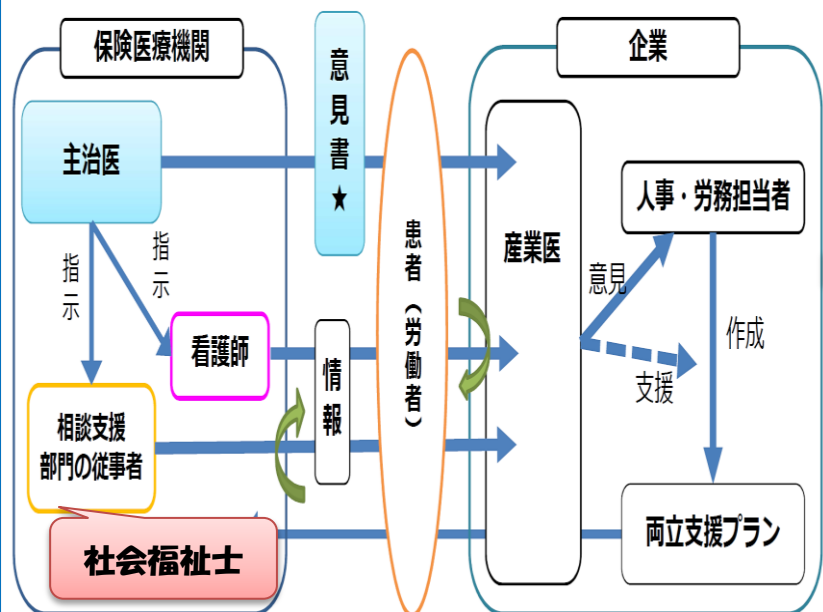 保険医療機関
主治医
指示
指示
看護師
相談支援
部門の従事者
社会福祉士
意見書★
情報
患者（労働者）
企業
産業医
人事・労務担当者
意見
支援
作成
両立支援プラン